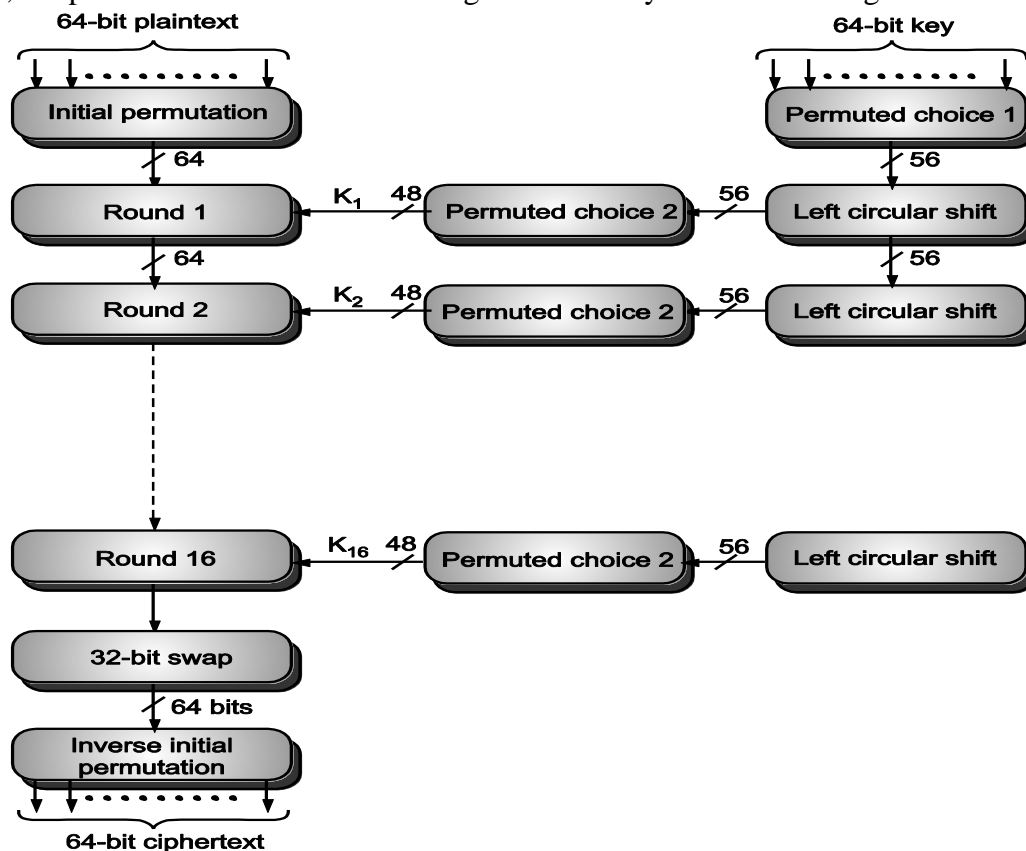 64-bit plaintext
64-bit key
Initial permutation
Permuted choice 1
64
56
Round 1
K1
48
Permuted choice 2
56
Left circular shift
64
56
Round 2
K2
48
Permuted choice 2
56
Left circular shift
Round 16
K16
48
Permuted choice 2
56
Left circular shift
32-bit swap
64 bits
Inverse initial
permutation
64-bit ciphertext